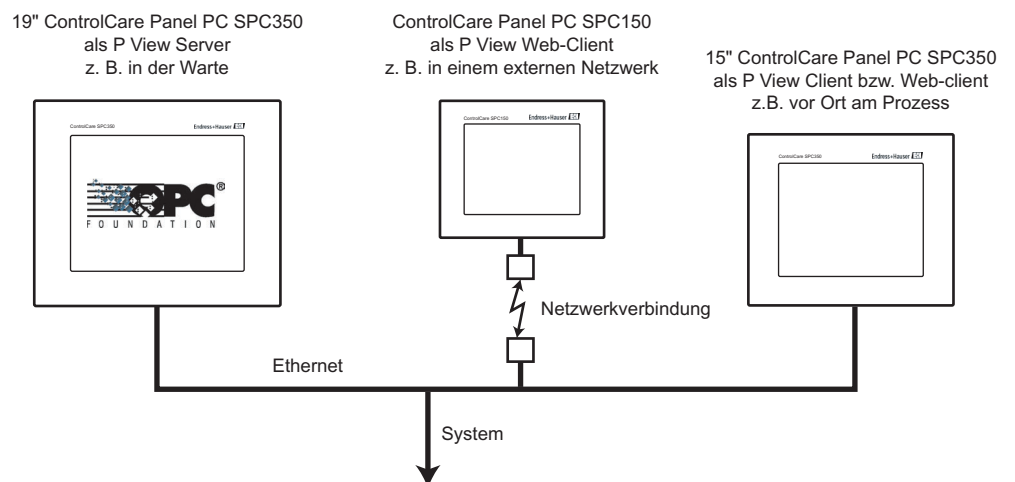 19" ControlCare Panel PC SPC350
als P View Server
z. B. in der Warte
ControlCare Panel PC SPC150
als P View Web-Client
z. B. in einem externen Netzwerk
15" ControlCare Panel PC SPC350
als P View Client bzw. Web-client
z.B. vor Ort am Prozess
ControlCare SPC350 Endress+Hauser
OPC®
FOUNDATION
ControlCare SPC150 Endress+Hauser
ControlCare SPC350 Endress+Hauser
Netzwerkverbindung
Ethernet
System